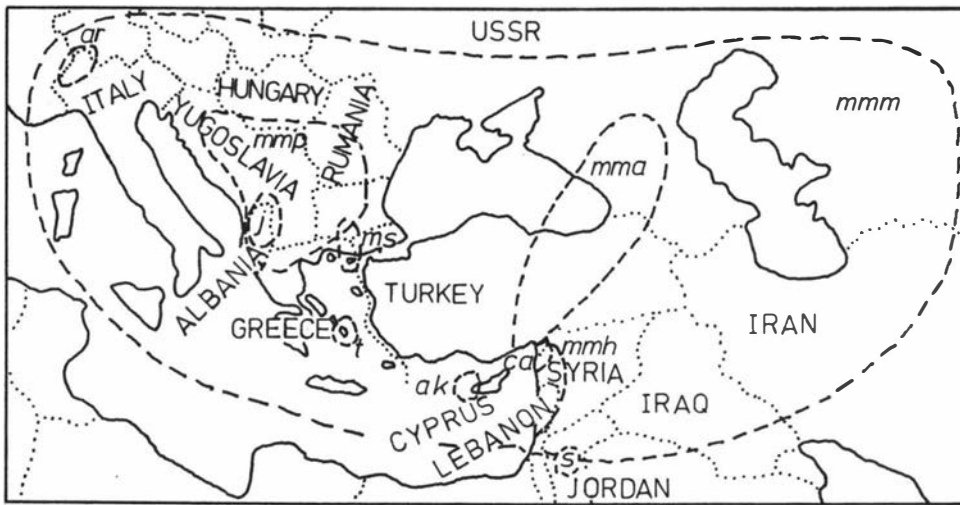 USSR
ar
ITALY
HUNGARY
mmm
YUGOSLAVIA
mmp
RUMANIA
mma
j
ms
ALBANIA
TURKEY
GREECE
t
IRAN
mmh
ca
SYRIA
ak
IRAQ
CYPRUS
LEBANON
s
JORDAN